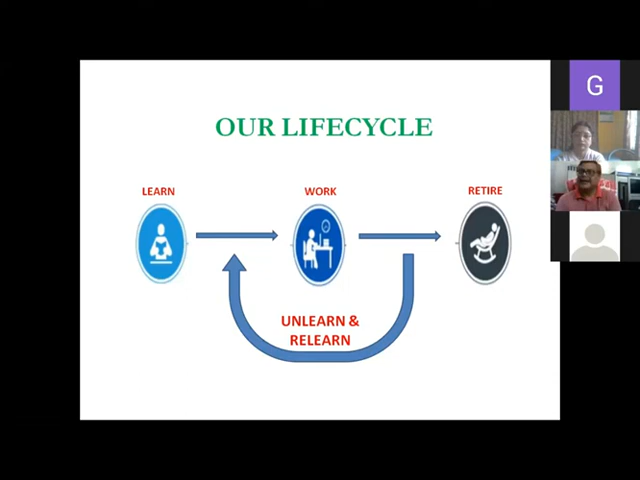 OUR LIFECYCLE
LEARN
WORK
RETIRE
UNLEARN &
RELEARN
G